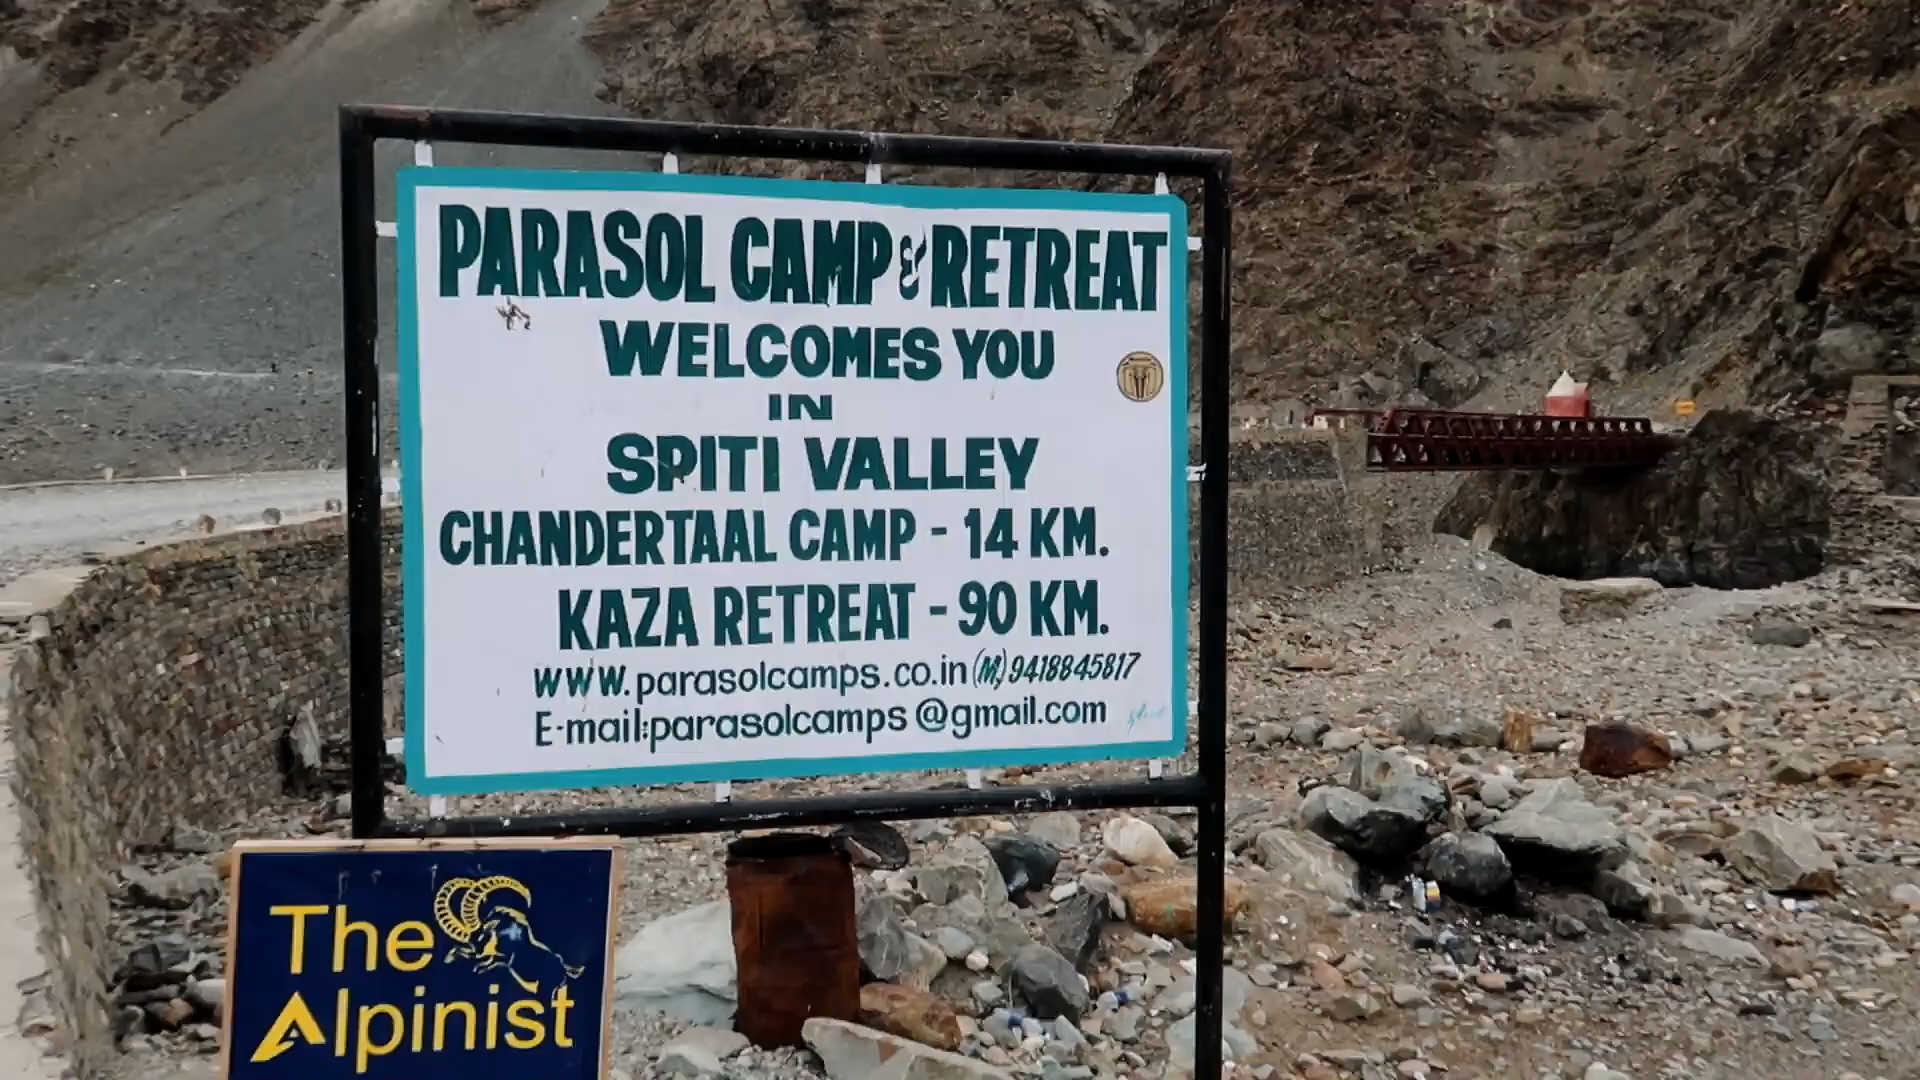 PARASOL CAMP & RETREAT
WELCOMES YOU
IN
SPITI VALLEY
CHANDERTAAL CAMP - 14 KM.
KAZA RETREAT - 90 KM.
www.parasolcamps.co.in (M) 9418845817
E-mail:parasolcamps@gmail.com
The
Alpinist